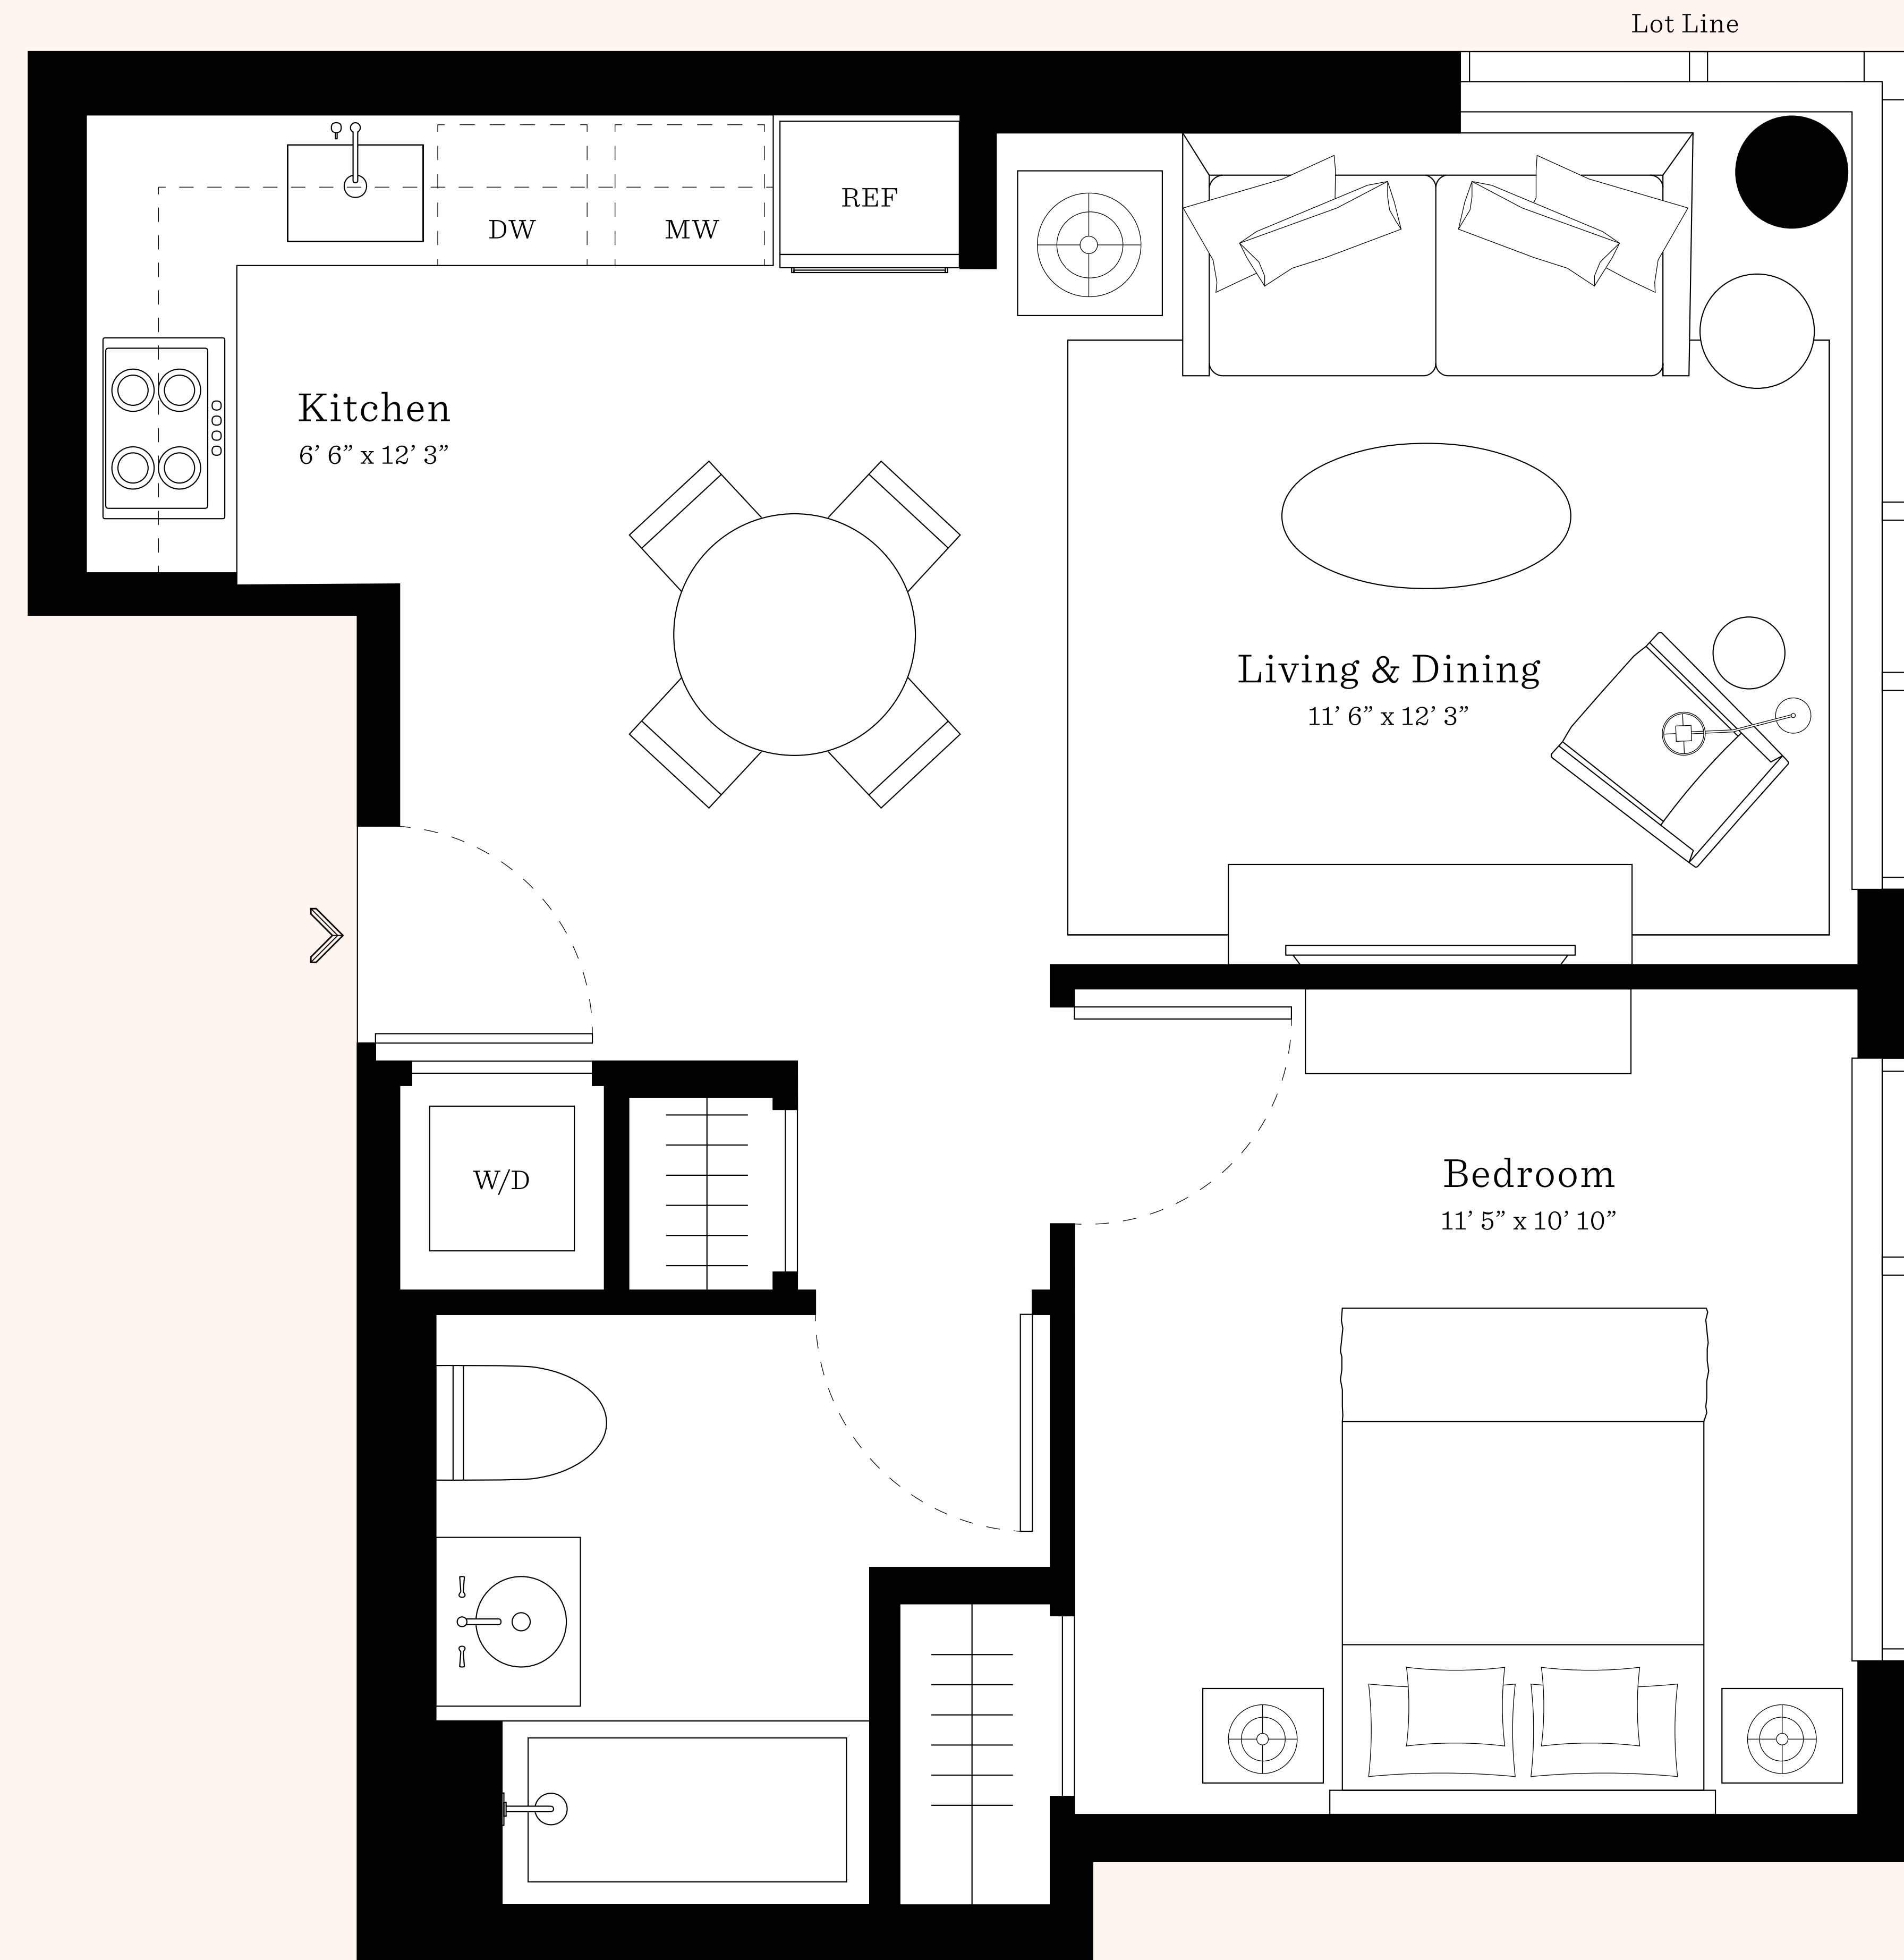 Lot Line
REF
DW
MW
Kitchen
6’ 6” x 12’ 3”
Living & Dining
11’ 6” x 12’ 3”
W/D
Bedroom
11’ 5” x 10’ 10”